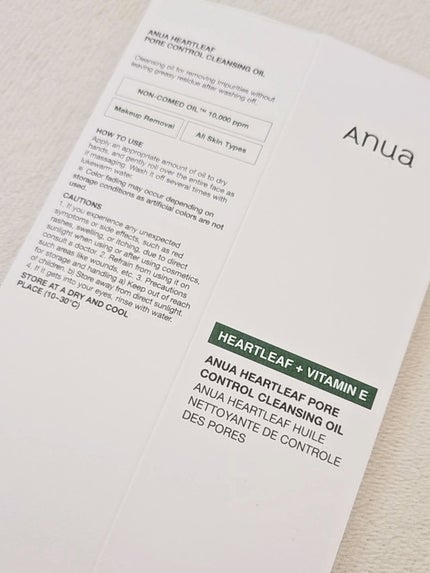 ANUA HEARTLEAF
PORE CONTROL CLEANSING OIL
Cleansing oil for removing impurities without
leaving greasy residue after washing off.
NON-COMED OIL™ 10,000 ppm
Makeup Removal
All Skin Types
HOW TO USE
Apply an appropriate amount of oil to dry
hands, and gently roll over the entire face as
if massaging. Wash it off several times with
lukewarm water.
※ Color fading may occur depending on
storage conditions as artificial colors are not
used.
CAUTIONS
1. If you experience any unexpected
symptoms or side effects, such as red
rashes, swelling, or itching, due to direct
sunlight when using or after using cosmetics,
consult a doctor 2. Refrain from using it on
such areas like wounds, etc. 3. Precautions
for storage and handling a) Keep out of reach
of children. b) Store away from direct sunlight.
4. If it gets into your eyes, rinse with water.
STORE AT A DRY AND COOL
PLACE (10~30°C)
Anua
HEARTLEAF + VITAMIN E
ANUA HEARTLEAF PORE
CONTROL CLEANSING OIL
ANUA HEARTLEAF HUILE
NETTOYANTE DE CONTROLE
DES PORES